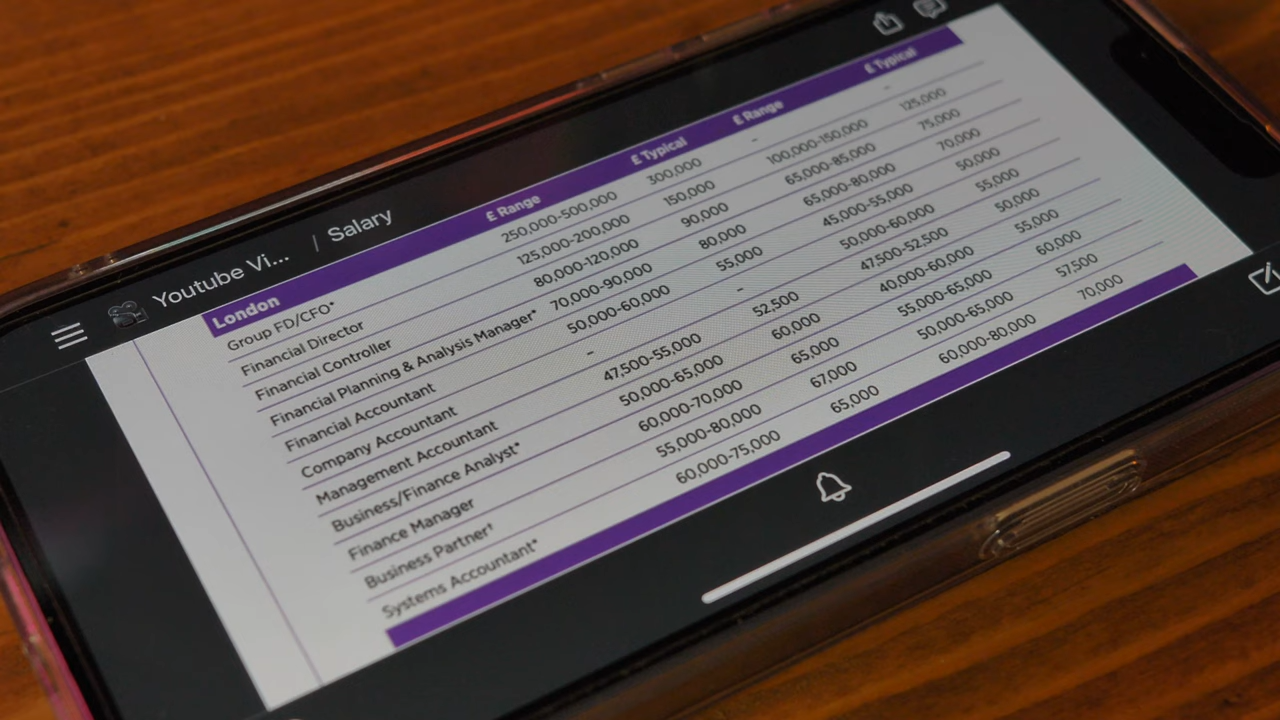 Youtube Vi... / Salary
London £ Range £ Typical £ Range £ Typical
Group FD/CFO* 250,000-500,000 300,000 - -
Financial Director 125,000-200,000 150,000 100,000-150,000 125,000
Financial Controller 80,000-120,000 90,000 65,000-85,000 75,000
Financial Planning & Analysis Manager* 70,000-90,000 80,000 65,000-80,000 70,000
Financial Accountant 50,000-60,000 55,000 45,000-55,000 50,000
Company Accountant - - 50,000-60,000 55,000
Management Accountant 47,500-55,000 52,500 47,500-52,500 50,000
Business/Finance Analyst* 50,000-65,000 60,000 40,000-60,000 55,000
Finance Manager 60,000-70,000 65,000 55,000-65,000 60,000
Business Partner† 55,000-80,000 67,000 50,000-65,000 57,500
Systems Accountant* 60,000-75,000 65,000 60,000-80,000 70,000